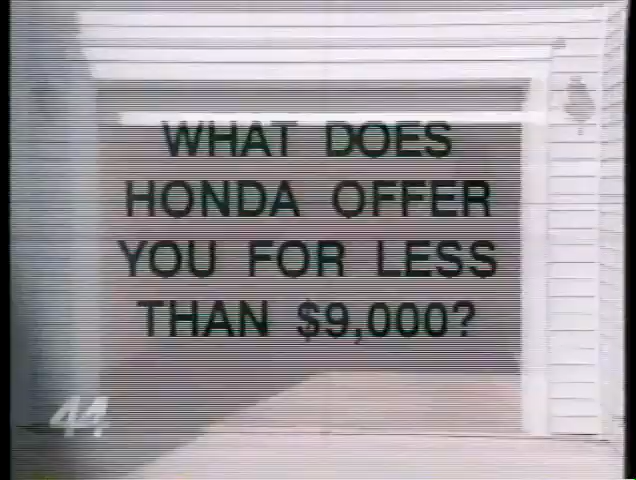 WHAT DOES
HONDA OFFER
YOU FOR LESS
THAN $9,000?
44